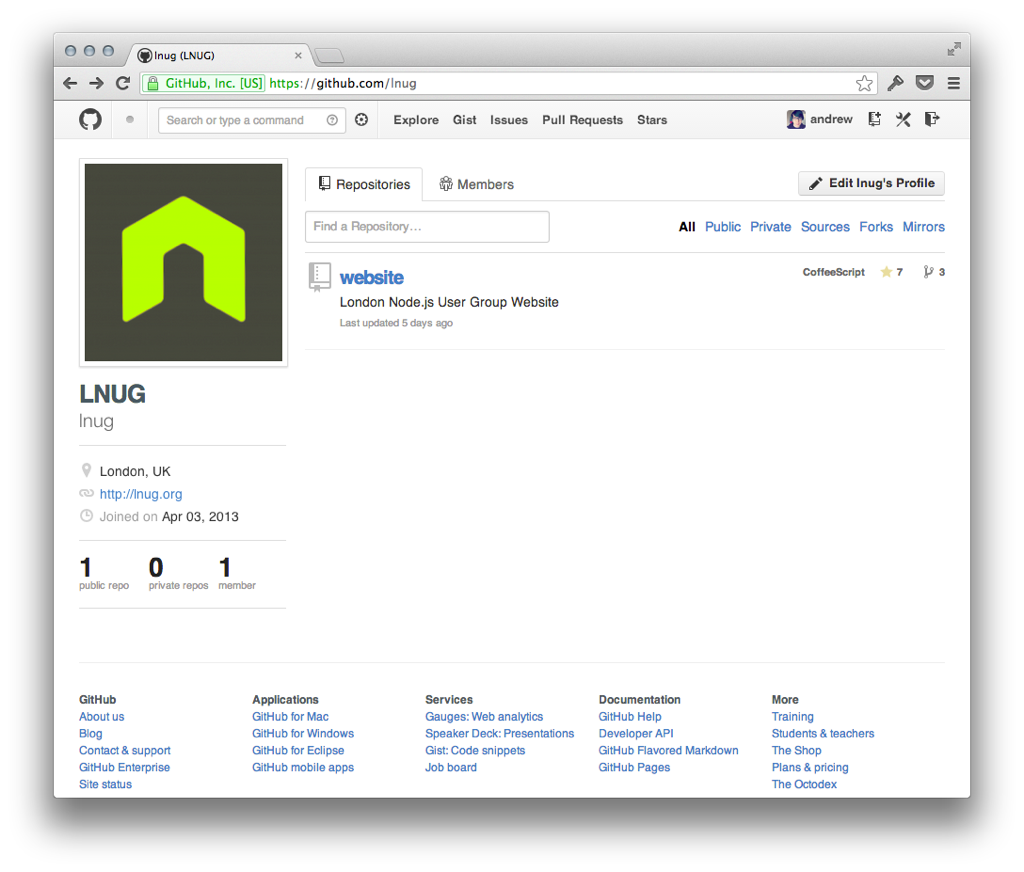 lnug (LNUG)
GitHub, Inc. [US] https://github.com/lnug
Search or type a command Explore Gist Issues Pull Requests Stars andrew
Repositories Members Edit lnug's Profile
Find a Repository… All Public Private Sources Forks Mirrors
website CoffeeScript 7 3
London Node.js User Group Website
Last updated 5 days ago
LNUG
lnug
London, UK
http://lnug.org
Joined on Apr 03, 2013
1 0 1
public repo private repos member
GitHub Applications Services Documentation More
About us GitHub for Mac Gauges: Web analytics GitHub Help Training
Blog GitHub for Windows Speaker Deck: Presentations Developer API Students & teachers
Contact & support GitHub for Eclipse Gist: Code snippets GitHub Flavored Markdown The Shop
GitHub Enterprise GitHub mobile apps Job board GitHub Pages Plans & pricing
Site status The Octodex